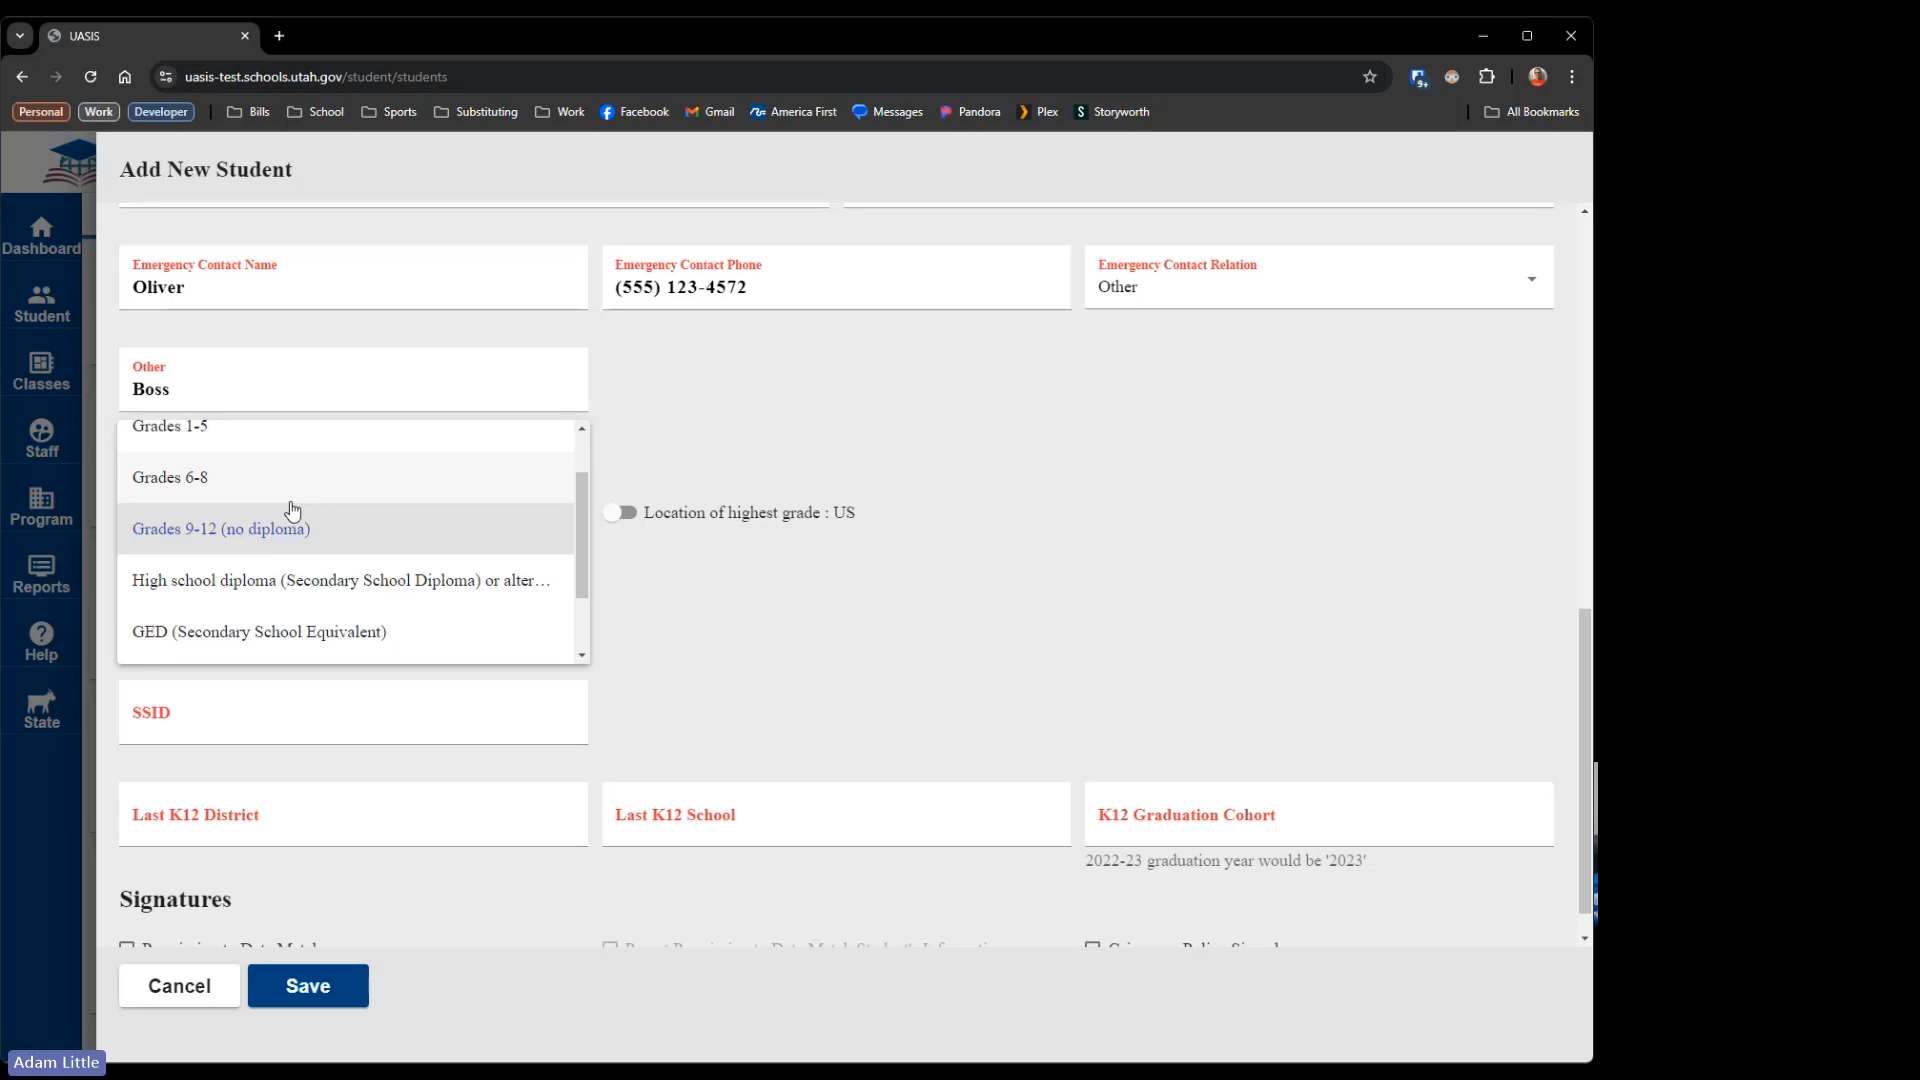 UASIS
uasis-test.schools.utah.gov/student/students
Personal Work Developer Bills School Sports Substituting Work Facebook Gmail America First Messages Pandora Plex Storyworth All Bookmarks
Add New Student
Dashboard
Student
Classes
Staff
Program
Reports
Help
State
Emergency Contact Name
Oliver
Emergency Contact Phone
(555) 123-4572
Emergency Contact Relation
Other
Other
Boss
Grades 1-5
Grades 6-8
Grades 9-12 (no diploma)
High school diploma (Secondary School Diploma) or alter…
GED (Secondary School Equivalent)
Location of highest grade : US
SSID
Last K12 District
Last K12 School
K12 Graduation Cohort
2022-23 graduation year would be '2023'
Signatures
Cancel
Save
Adam Little